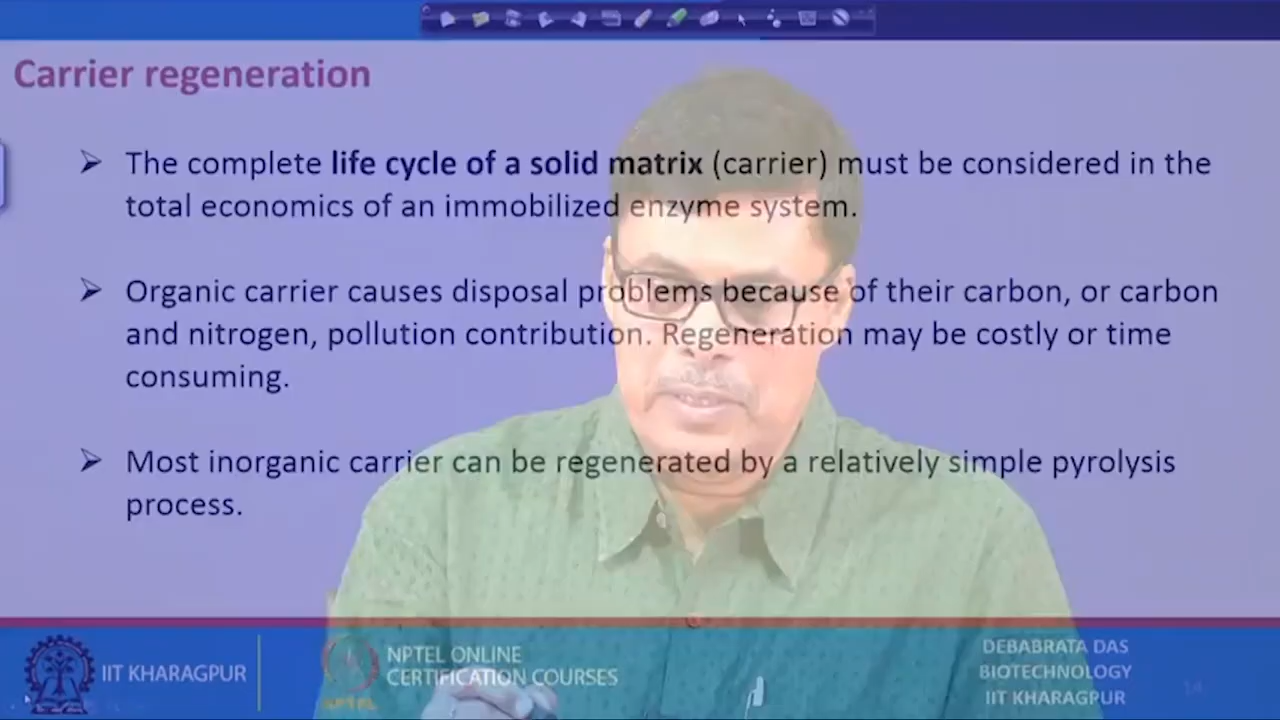 Carrier regeneration
➢ The complete life cycle of a solid matrix (carrier) must be considered in the
total economics of an immobilized enzyme system.
➢ Organic carrier causes disposal problems because of their carbon, or carbon
and nitrogen, pollution contribution. Regeneration may be costly or time
consuming.
➢ Most inorganic carrier can be regenerated by a relatively simple pyrolysis
process.
IIT KHARAGPUR
NPTEL
NPTEL ONLINE
CERTIFICATION COURSES
DEBABRATA DAS
BIOTECHNOLOGY
IIT KHARAGPUR
14